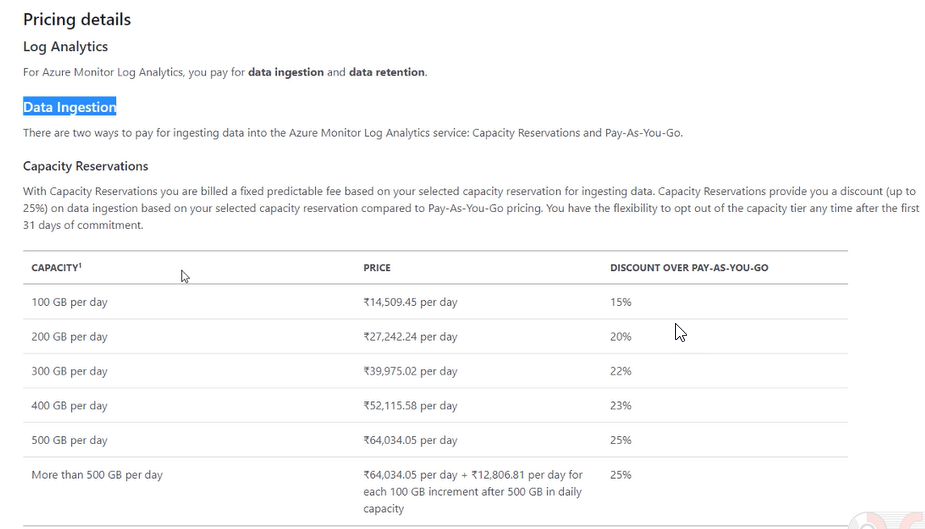 Pricing details
Log Analytics
For Azure Monitor Log Analytics, you pay for data ingestion and data retention.
Data Ingestion
There are two ways to pay for ingesting data into the Azure Monitor Log Analytics service: Capacity Reservations and Pay-As-You-Go.
Capacity Reservations
With Capacity Reservations you are billed a fixed predictable fee based on your selected capacity reservation for ingesting data. Capacity Reservations provide you a discount (up to
25%) on data ingestion based on your selected capacity reservation compared to Pay-As-You-Go pricing. You have the flexibility to opt out of the capacity tier any time after the first
31 days of commitment.
CAPACITY¹ PRICE DISCOUNT OVER PAY-AS-YOU-GO
100 GB per day ₹14,509.45 per day 15%
200 GB per day ₹27,242.24 per day 20%
300 GB per day ₹39,975.02 per day 22%
400 GB per day ₹52,115.58 per day 23%
500 GB per day ₹64,034.05 per day 25%
More than 500 GB per day ₹64,034.05 per day + ₹12,806.81 per day for 25%
each 100 GB increment after 500 GB in daily
capacity